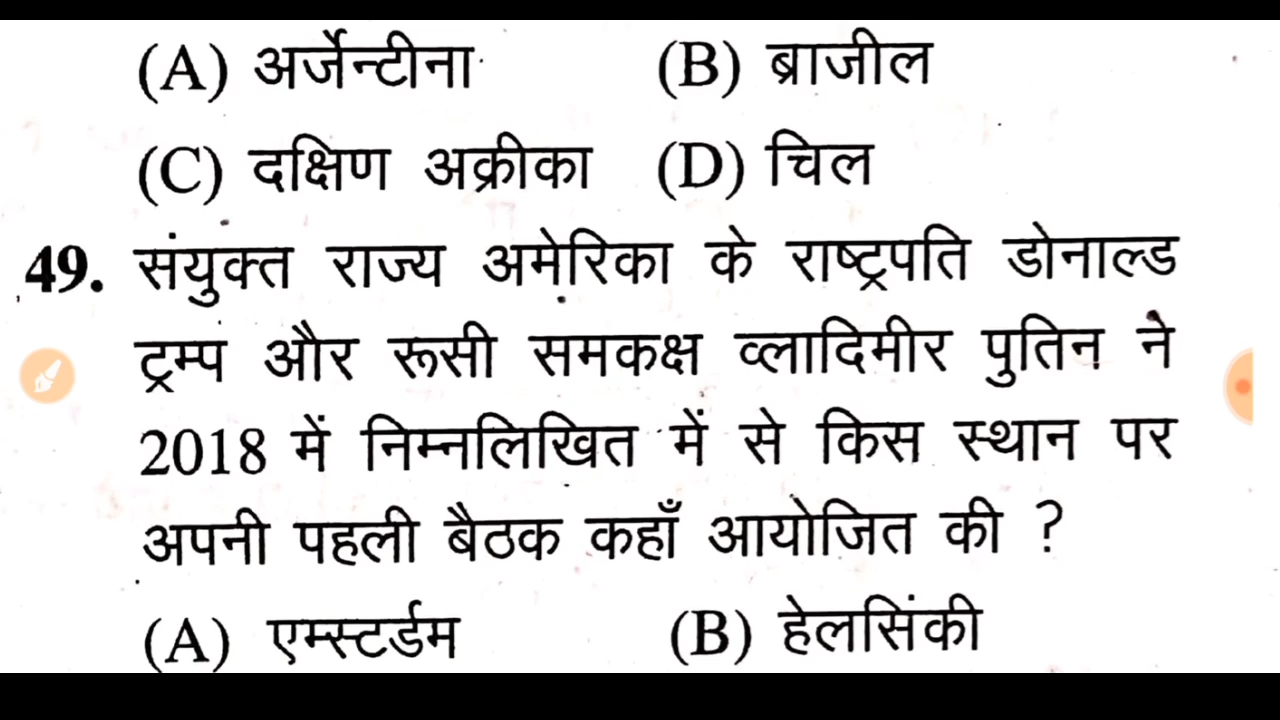 (A) अर्जेन्टीना (B) ब्राजील
(C) दक्षिण अक्रीका (D) चिल
49. संयुक्त राज्य अमेरिका के राष्ट्रपति डोनाल्ड
ट्रम्प और रूसी समकक्ष व्लादिमीर पुतिन ने
2018 में निम्नलिखित में से किस स्थान पर
अपनी पहली बैठक कहाँ आयोजित की ?
(A) एम्स्टर्डम (B) हेलसिंकी